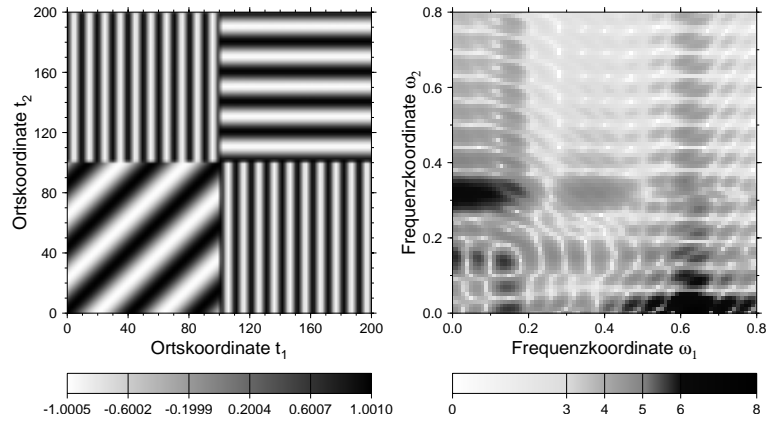 200
160
120
80
40
0
Ortskoordinate t2
0 40 80 120 160 200
Ortskoordinate t1
-1.0005 -0.6002 -0.1999 0.2004 0.6007 1.0010
0.8
0.6
0.4
0.2
0.0
Frequenzkoordinate ω2
0.0 0.2 0.4 0.6 0.8
Frequenzkoordinate ω1
0 3 4 5 6 8